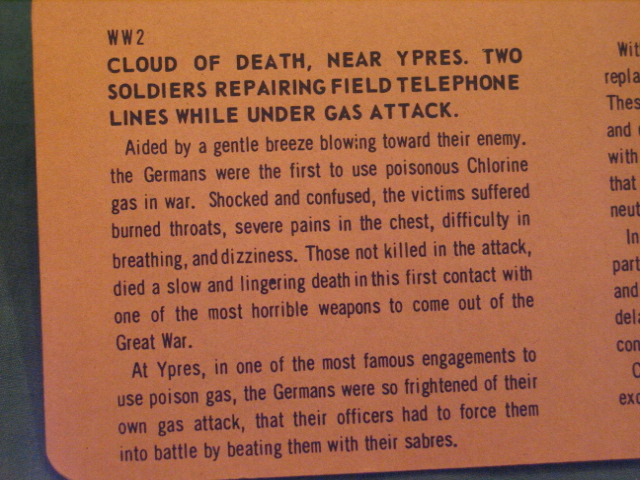 WW2
CLOUD OF DEATH, NEAR YPRES. TWO
SOLDIERS REPAIRING FIELD TELEPHONE
LINES WHILE UNDER GAS ATTACK.
Aided by a gentle breeze blowing toward their enemy.
the Germans were the first to use poisonous Chlorine
gas in war. Shocked and confused, the victims suffered
burned throats, severe pains in the chest, difficulty in
breathing, and dizziness. Those not killed in the attack,
died a slow and lingering death in this first contact with
one of the most horrible weapons to come out of the
Great War.
At Ypres, in one of the most famous engagements to
use poison gas, the Germans were so frightened of their
own gas attack, that their officers had to force them
into battle by beating them with their sabres.
and
with
that
In
and